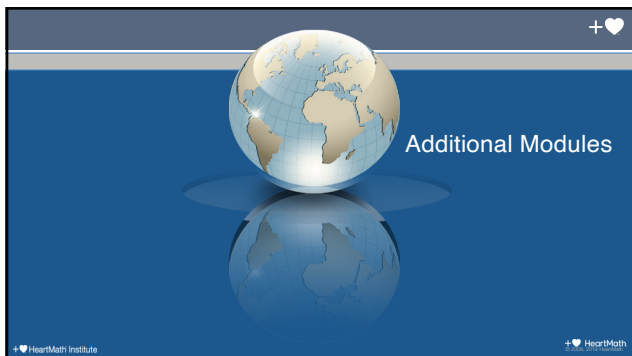 +♥
Additional Modules
+♥ HeartMath Institute
+♥ HeartMath